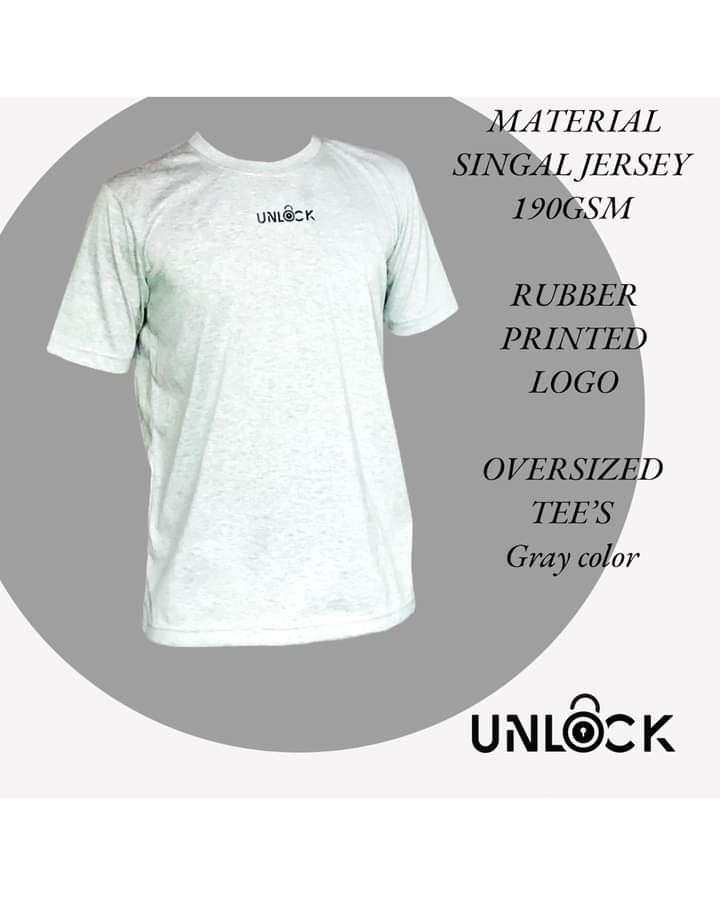 UNLOCK
MATERIAL
SINGAL JERSEY
190GSM
RUBBER
PRINTED
LOGO
OVERSIZED
TEE'S
Gray color
UNLOCK